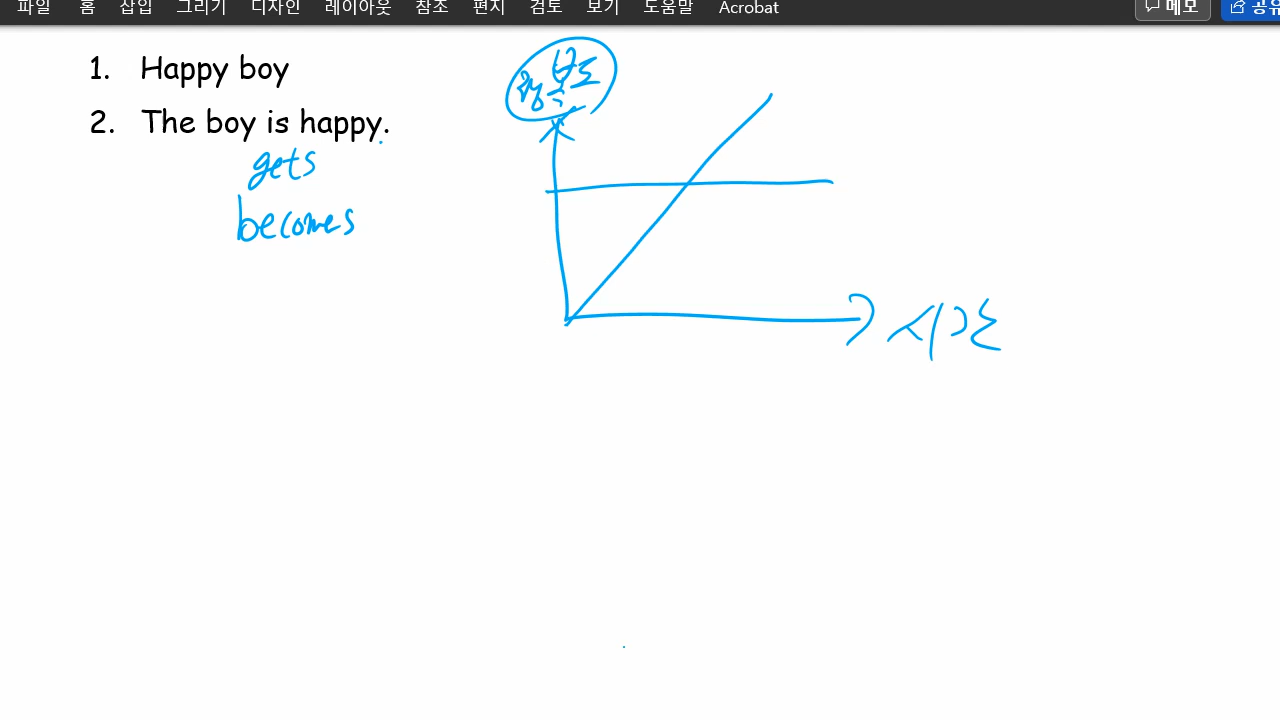 파일 홈 삽입 그리기 디자인 레이아웃 참조 편지 검토 보기 도움말 Acrobat 메모 공유
1. Happy boy
2. The boy is happy.
gets
becomes
행복도
시간